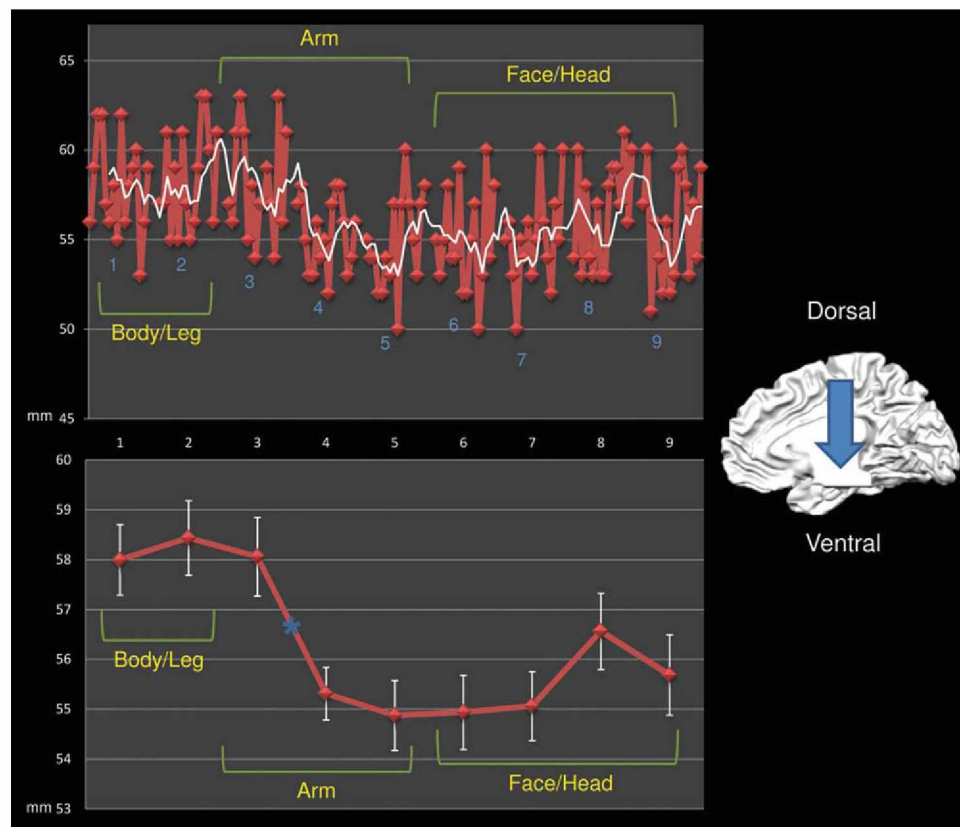 Arm
65
Face/Head
60
55
1 2 3 4 5 6 7 8 9
50
Body/Leg
mm 45
Dorsal
1 2 3 4 5 6 7 8 9
60
59
58
57
*
Body/Leg
56
55
54
Arm
Face/Head
mm 53
Ventral